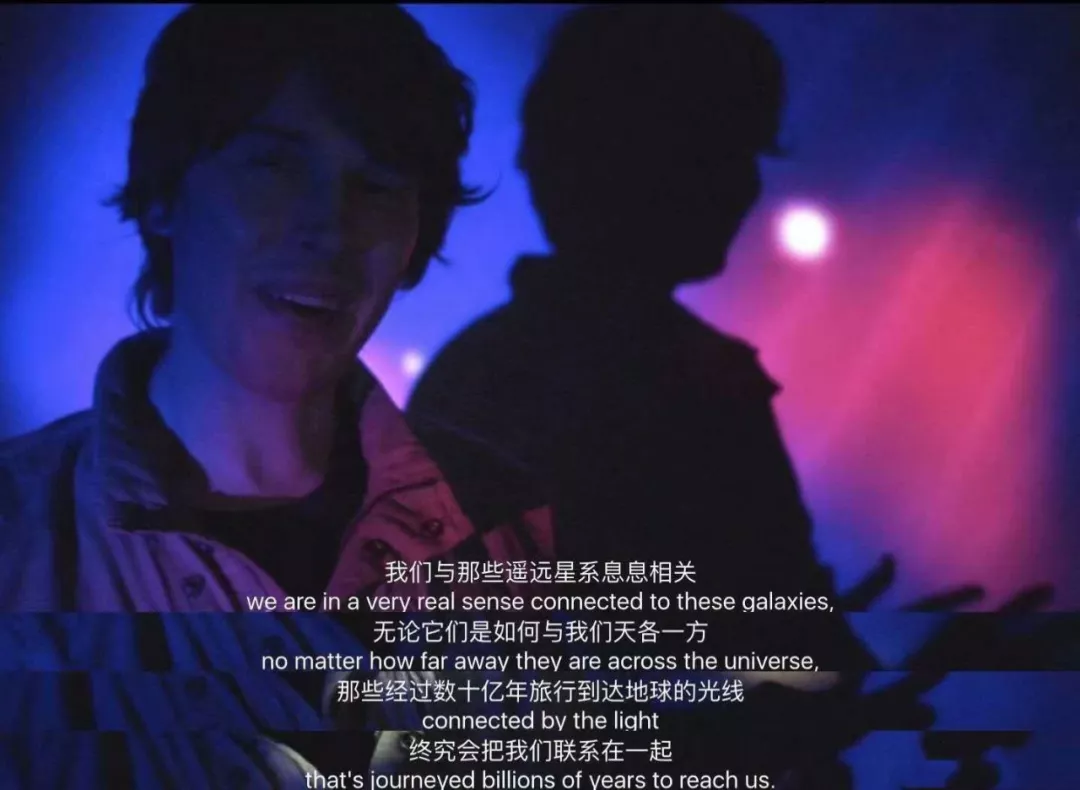 我们与那些遥远星系息息相关
we are in a very real sense connected to these galaxies,
无论它们是如何与我们天各一方
no matter how far away they are across the universe,
那些经过数十亿年旅行到达地球的光线
connected by the light
终究会把我们联系在一起
that's journeyed billions of years to reach us.